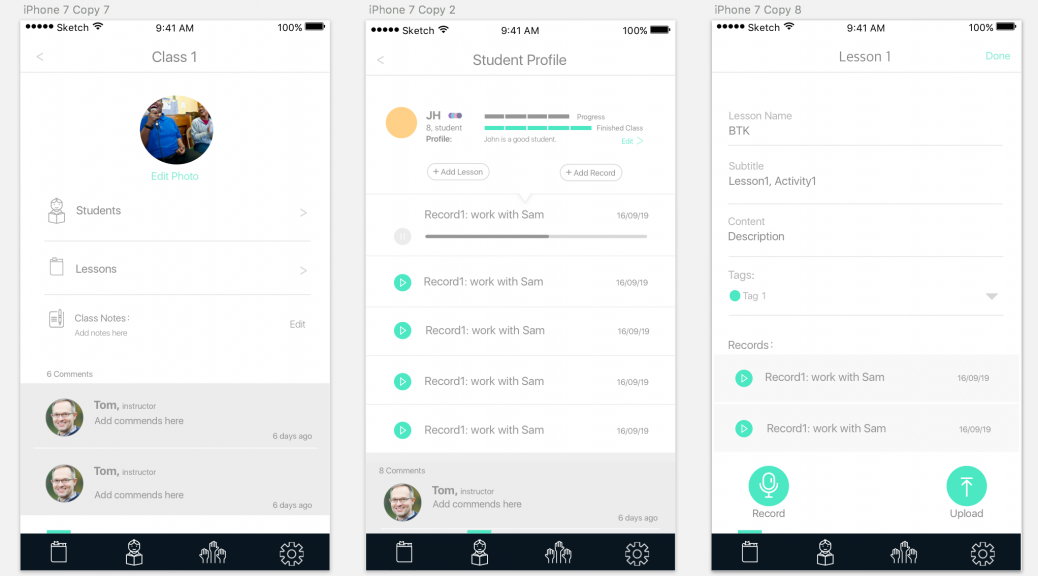 iPhone 7 Copy 7
Sketch 9:41 AM 100%
< Class 1
Edit Photo
Students >
Lessons >
Class Notes:
Add notes here
Edit
6 Comments
Tom, instructor
Add commends here
6 days ago
Tom, instructor
Add commends here
6 days ago
iPhone 7 Copy 2
Sketch 9:41 AM 100%
< Student Profile
JH
Progress
8, student
Finished Class
Profile: John is a good student.
Edit >
+ Add Lesson + Add Record
Record1: work with Sam 16/09/19
Record1: work with Sam 16/09/19
Record1: work with Sam 16/09/19
Record1: work with Sam 16/09/19
Record1: work with Sam 16/09/19
8 Comments
Tom, instructor
Add commends here
6 days ago
iPhone 7 Copy 8
Sketch 9:41 AM 100%
Lesson 1 Done
Lesson Name
BTK
Subtitle
Lesson1, Activity1
Content
Description
Tags:
Tag 1
Records:
Record1: work with Sam 16/09/19
Record1: work with Sam 16/09/19
Record Upload